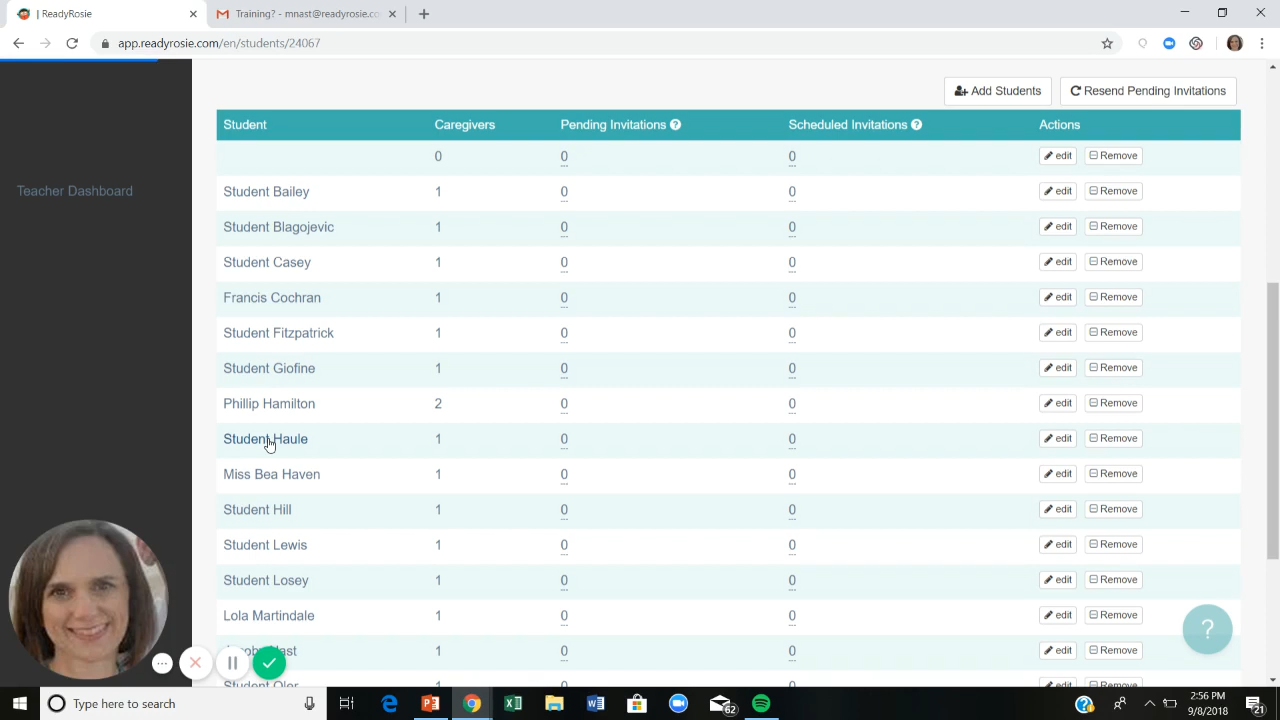 | ReadyRosie
Training? - mnast@readyrosie.co
app.readyrosie.com/en/students/24067
Add Students
Resend Pending Invitations
Student Caregivers Pending Invitations ? Scheduled Invitations ? Actions
0 0 0 edit Remove
Teacher Dashboard
Student Bailey 1 0 0 edit Remove
Student Blagojevic 1 0 0 edit Remove
Student Casey 1 0 0 edit Remove
Francis Cochran 1 0 0 edit Remove
Student Fitzpatrick 1 0 0 edit Remove
Student Giofine 1 0 0 edit Remove
Phillip Hamilton 2 0 0 edit Remove
Student Haule 1 0 0 edit Remove
Miss Bea Haven 1 0 0 edit Remove
Student Hill 1 0 0 edit Remove
Student Lewis 1 0 0 edit Remove
Student Losey 1 0 0 edit Remove
Lola Martindale 1 0 0 edit Remove
1 0 0 edit Remove
?
Type here to search
62
2:56 PM
9/8/2018
21